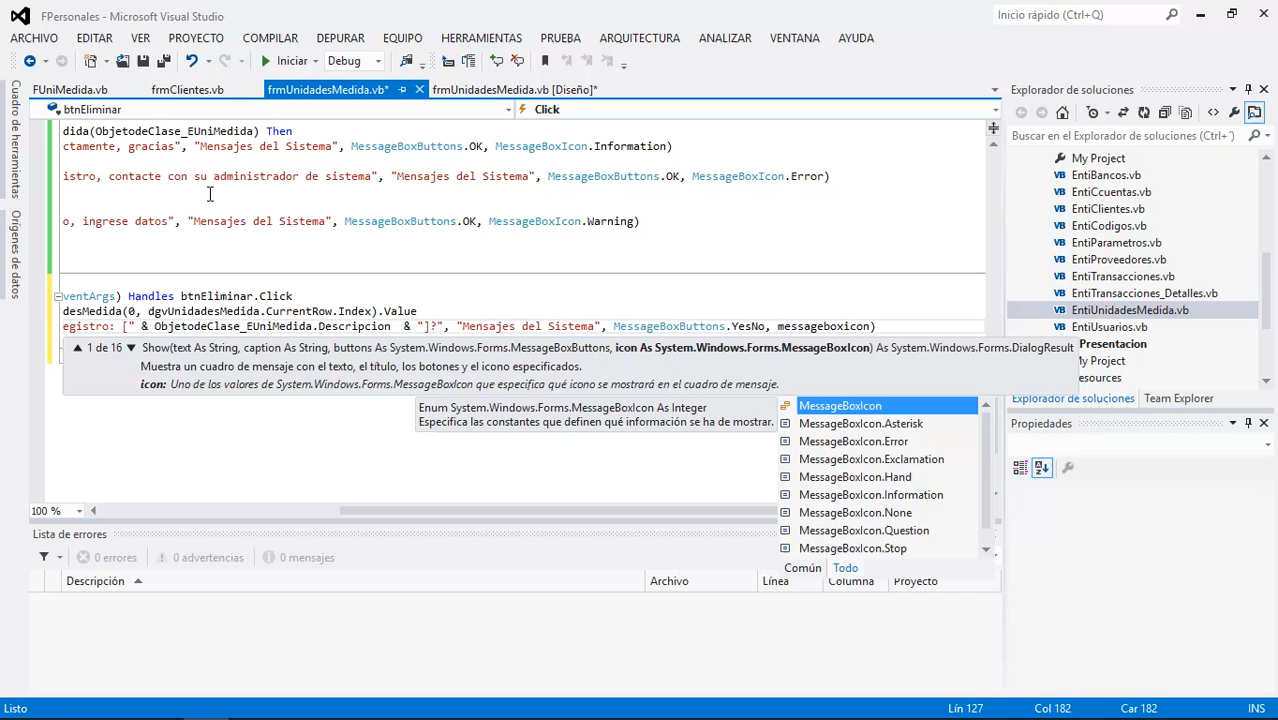 FPersonales - Microsoft Visual Studio
Inicio rápido (Ctrl+Q)
ARCHIVO EDITAR VER PROYECTO COMPILAR DEPURAR EQUIPO HERRAMIENTAS PRUEBA ARQUITECTURA ANALIZAR VENTANA AYUDA
Iniciar Debug
Cuadro de herramientas
Orígenes de datos
FUniMedida.vb frmClientes.vb frmUnidadesMedida.vb* frmUnidadesMedida.vb [Diseño]*
btnEliminar Click
dida(ObjetodeClase_EUniMedida) Then
ctamente, gracias", "Mensajes del Sistema", MessageBoxButtons.OK, MessageBoxIcon.Information)
istro, contacte con su administrador de sistema", "Mensajes del Sistema", MessageBoxButtons.OK, MessageBoxIcon.Error)
o, ingrese datos", "Mensajes del Sistema", MessageBoxButtons.OK, MessageBoxIcon.Warning)
ventArgs) Handles btnEliminar.Click
desMedida(0, dgvUnidadesMedida.CurrentRow.Index).Value
egistro: [" & ObjetodeClase_EUniMedida.Descripcion & "]?", "Mensajes del Sistema", MessageBoxButtons.YesNo, messageboxicon)
1 de 16 Show(text As String, caption As String, buttons As System.Windows.Forms.MessageBoxButtons, icon As System.Windows.Forms.MessageBoxIcon) As System.Windows.Forms.DialogResult
Muestra un cuadro de mensaje con el texto, el título, los botones y el icono especificados.
icon: Uno de los valores de System.Windows.Forms.MessageBoxIcon que especifica qué icono se mostrará en el cuadro de mensaje.
Enum System.Windows.Forms.MessageBoxIcon As Integer
Especifica las constantes que definen qué información se ha de mostrar.
MessageBoxIcon
MessageBoxIcon.Asterisk
MessageBoxIcon.Error
MessageBoxIcon.Exclamation
MessageBoxIcon.Hand
MessageBoxIcon.Information
MessageBoxIcon.None
MessageBoxIcon.Question
MessageBoxIcon.Stop
Común Todo
100 %
Lista de errores
0 errores 0 advertencias 0 mensajes
Descripción Archivo Línea Columna Proyecto
Explorador de soluciones
Buscar en el Explorador de soluciones (Ctrl+
My Project
EntiBancos.vb
EntiCcuentas.vb
EntiClientes.vb
EntiCodigos.vb
EntiParametros.vb
EntiProveedores.vb
EntiTransacciones.vb
EntiTransacciones_Detalles.vb
EntiUnidadesMedida.vb
EntiUsuarios.vb
Presentacion
My Project
esources
Explorador de soluciones Team Explorer
Propiedades
Listo Lín 127 Col 182 Car 182 INS